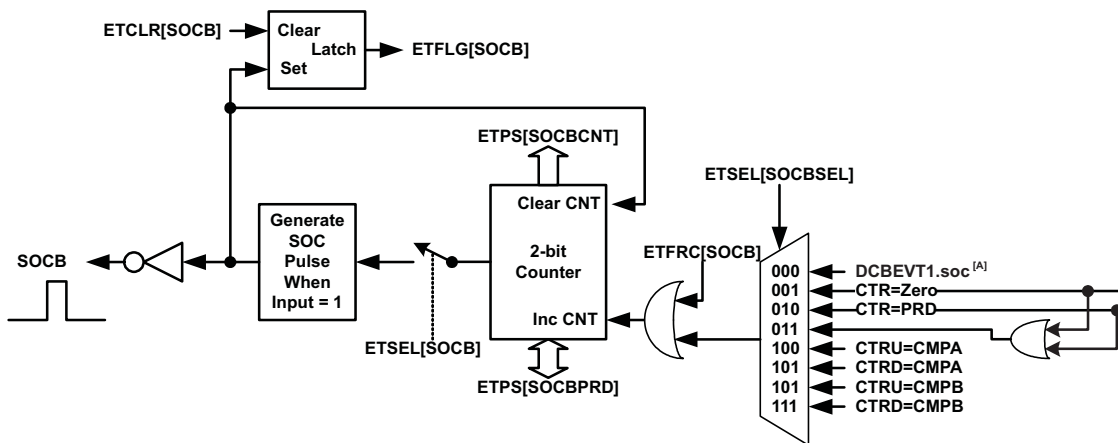 ETCLR[SOCB]
Clear
Latch
Set
ETFLG[SOCB]
ETPS[SOCBCNT]
ETSEL[SOCBSEL]
Clear CNT
2-bit
Counter
Inc CNT
Generate
SOC
Pulse
When
Input = 1
SOCB
ETSEL[SOCB]
ETPS[SOCBPRD]
ETFRC[SOCB]
000 DCBEVT1.soc [A]
001 CTR=Zero
010 CTR=PRD
011
100 CTRU=CMPA
101 CTRD=CMPA
101 CTRU=CMPB
111 CTRD=CMPB